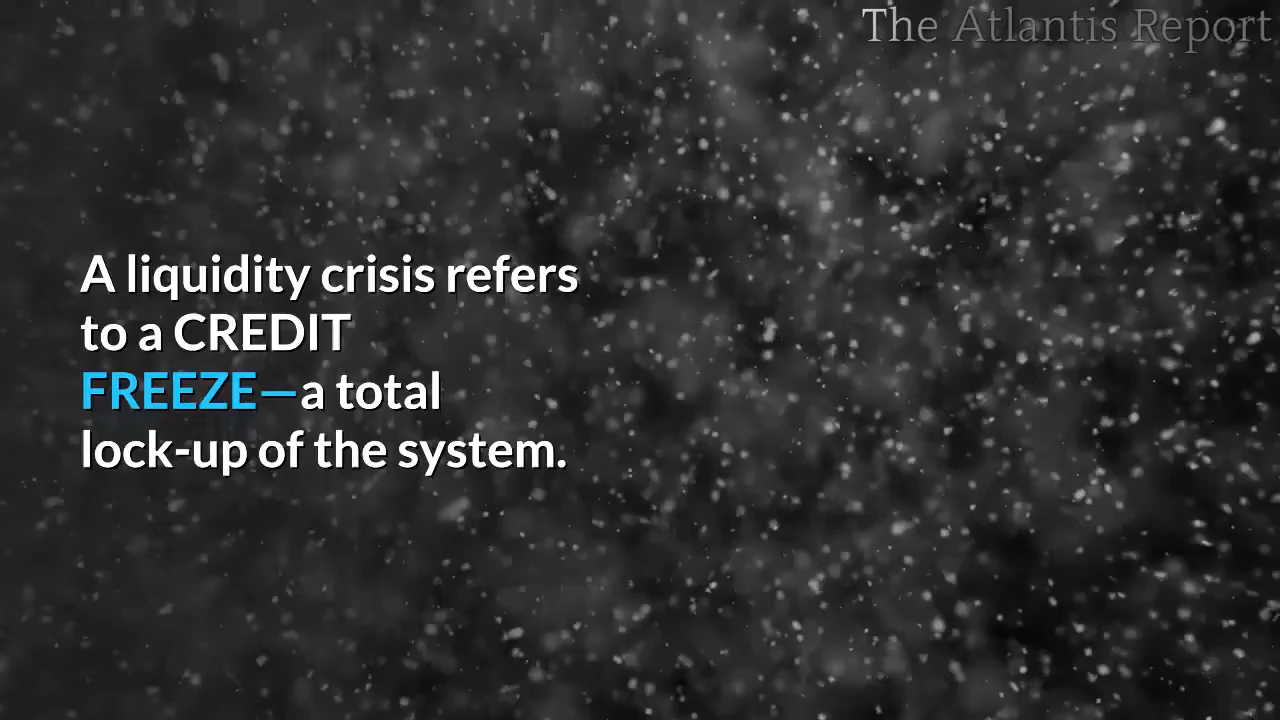 The Atlantis Report
A liquidity crisis refers
to a CREDIT
FREEZE—a total
lock-up of the system.